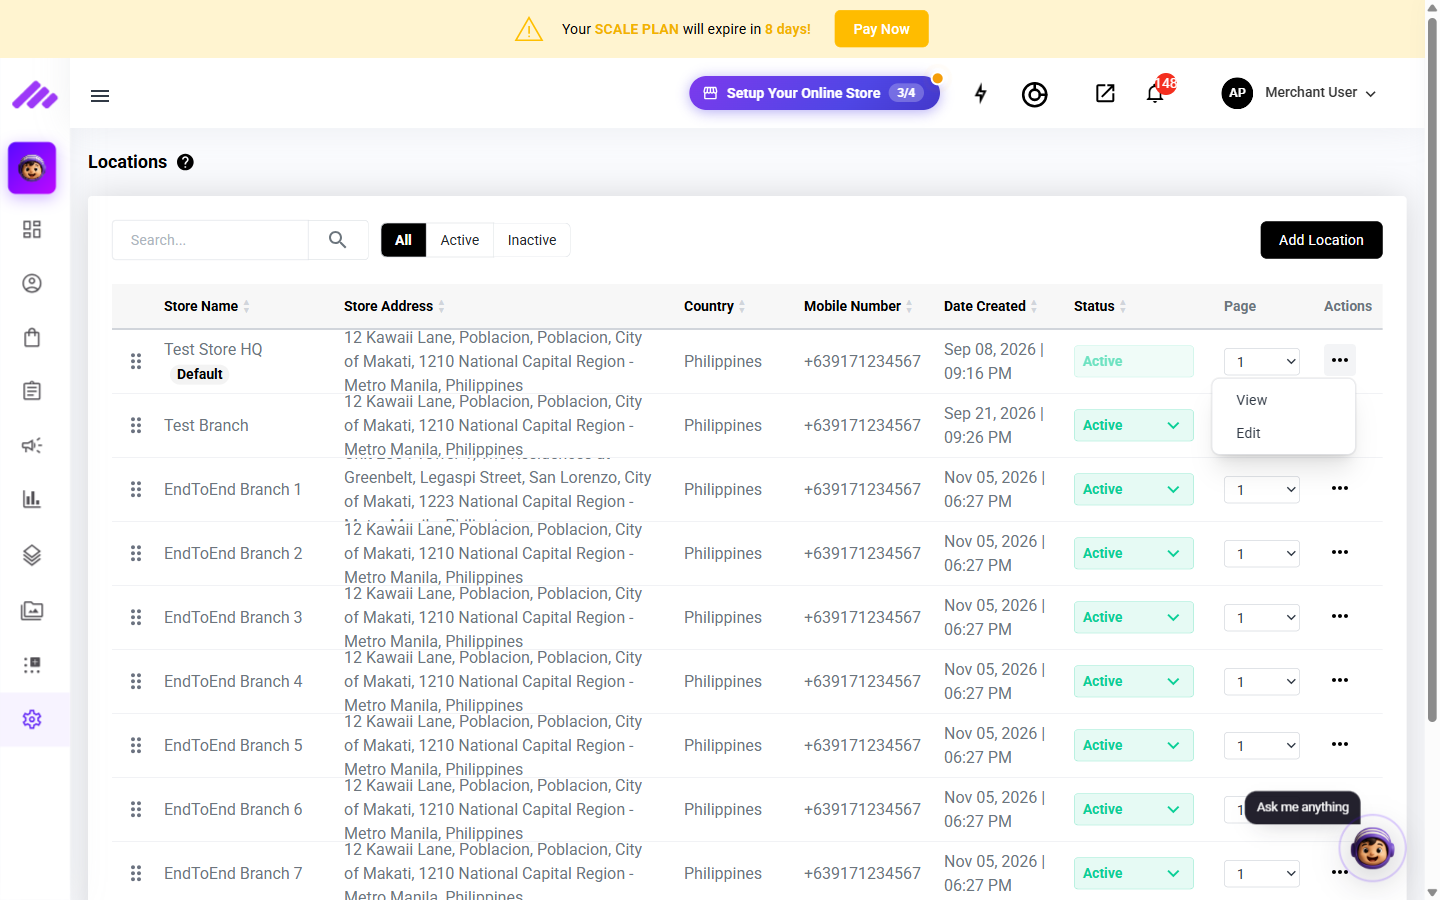 Your SCALE PLAN will expire in 8 days!
Pay Now
Setup Your Online Store 3/4
148
AP
Merchant User
Locations
Search...
All
Active
Inactive
Add Location
Store Name
Store Address
Country
Mobile Number
Date Created
Status
Page
Actions
Test Store HQ
Default
12 Kawaii Lane, Poblacion, Poblacion, City
of Makati, 1210 National Capital Region -
Metro Manila, Philippines
Philippines
+639171234567
Sep 08, 2026 |
09:16 PM
Active
1
View
Edit
Test Branch
12 Kawaii Lane, Poblacion, Poblacion, City
of Makati, 1210 National Capital Region -
Metro Manila, Philippines
Philippines
+639171234567
Sep 21, 2026 |
09:26 PM
Active
EndToEnd Branch 1
Greenbelt, Legaspi Street, San Lorenzo, City
of Makati, 1223 National Capital Region -
Philippines
+639171234567
Nov 05, 2026 |
06:27 PM
Active
1
EndToEnd Branch 2
12 Kawaii Lane, Poblacion, Poblacion, City
of Makati, 1210 National Capital Region -
Metro Manila, Philippines
Philippines
+639171234567
Nov 05, 2026 |
06:27 PM
Active
1
EndToEnd Branch 3
12 Kawaii Lane, Poblacion, Poblacion, City
of Makati, 1210 National Capital Region -
Metro Manila, Philippines
Philippines
+639171234567
Nov 05, 2026 |
06:27 PM
Active
1
EndToEnd Branch 4
12 Kawaii Lane, Poblacion, Poblacion, City
of Makati, 1210 National Capital Region -
Metro Manila, Philippines
Philippines
+639171234567
Nov 05, 2026 |
06:27 PM
Active
1
EndToEnd Branch 5
12 Kawaii Lane, Poblacion, Poblacion, City
of Makati, 1210 National Capital Region -
Metro Manila, Philippines
Philippines
+639171234567
Nov 05, 2026 |
06:27 PM
Active
1
EndToEnd Branch 6
12 Kawaii Lane, Poblacion, Poblacion, City
of Makati, 1210 National Capital Region -
Metro Manila, Philippines
Philippines
+639171234567
Nov 05, 2026 |
06:27 PM
Active
1
Ask me anything
EndToEnd Branch 7
12 Kawaii Lane, Poblacion, Poblacion, City
of Makati, 1210 National Capital Region -
Metro Manila, Philippines
Philippines
+639171234567
Nov 05, 2026 |
06:27 PM
Active
1